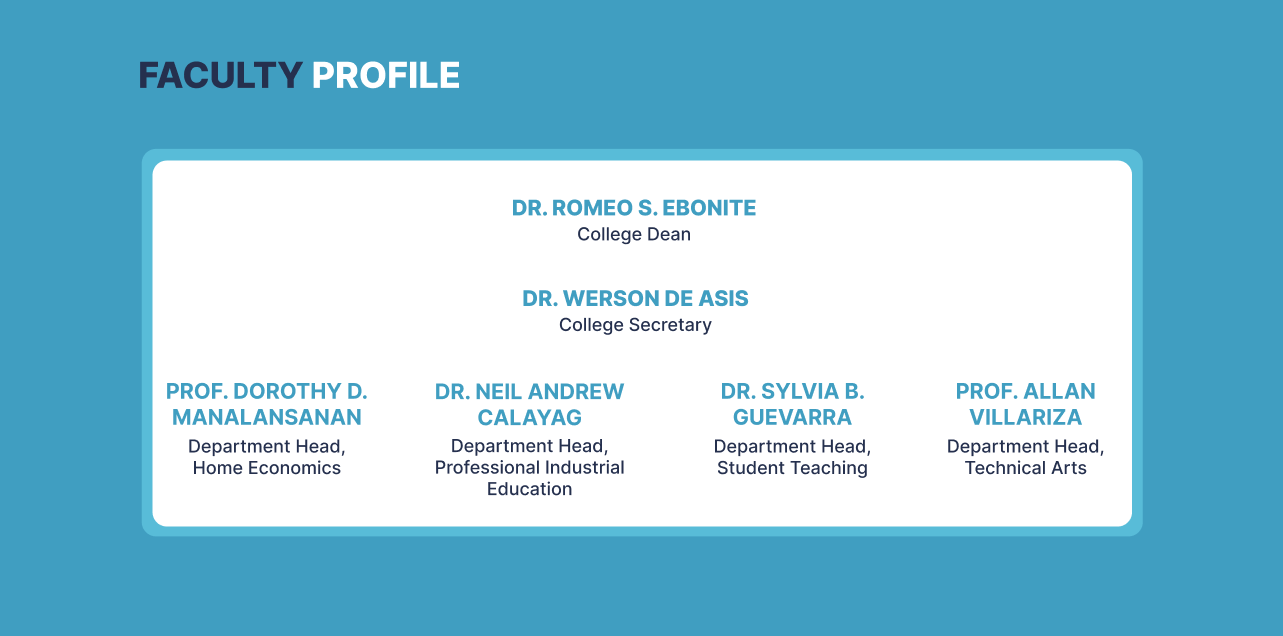 FACULTY PROFILE
DR. ROMEO S. EBONITE
College Dean
DR. WERSON DE ASIS
College Secretary
PROF. DOROTHY D.
MANALANSANAN
Department Head,
Home Economics
DR. NEIL ANDREW
CALAYAG
Department Head,
Professional Industrial
Education
DR. SYLVIA B.
GUEVARRA
Department Head,
Student Teaching
PROF. ALLAN
VILLARIZA
Department Head,
Technical Arts